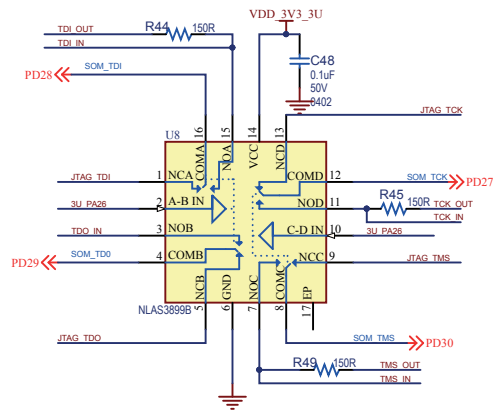 TDI_OUT
R44
150R
VDD_3V3_3U
TDI_IN
PD28
SOM_TDI
C48
0.1uF
50V
0402
JTAG_TCK
U8
16
15
14
13
COMA
NOA
VCC
NCD
JTAG_TDI
1
NCA
COMD
12
SOM_TCK
PD27
3U_PA26
2
A-B IN
NOD
11
R45
150R
TCK_OUT
TCK_IN
TDO_IN
3
NOB
C-D IN
10
3U_PA26
PD29
SOM_TD0
4
COMB
NCC
9
JTAG_TMS
NCB
GND
NOC
COMC
EP
5
6
7
8
17
NLAS3899B
JTAG_TDO
SOM_TMS
PD30
R49
150R
TMS_OUT
TMS_IN